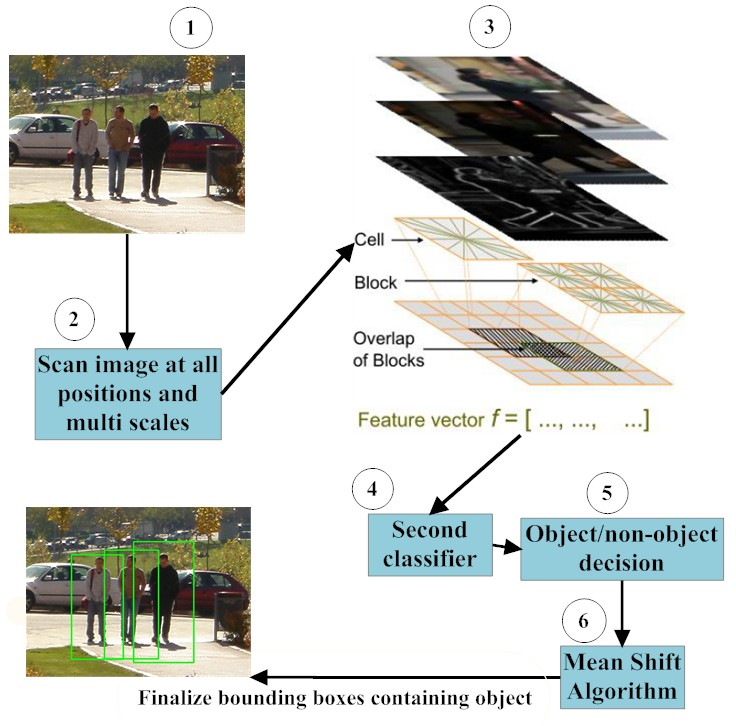 1
3
Cell
Block
Overlap
of Blocks
Feature vector f = [ ..., ...,    ...]
2
Scan image at all
positions and
multi scales
4
Second
classifier
5
Object/non-object
decision
6
Mean Shift
Algorithm
Finalize bounding boxes containing object